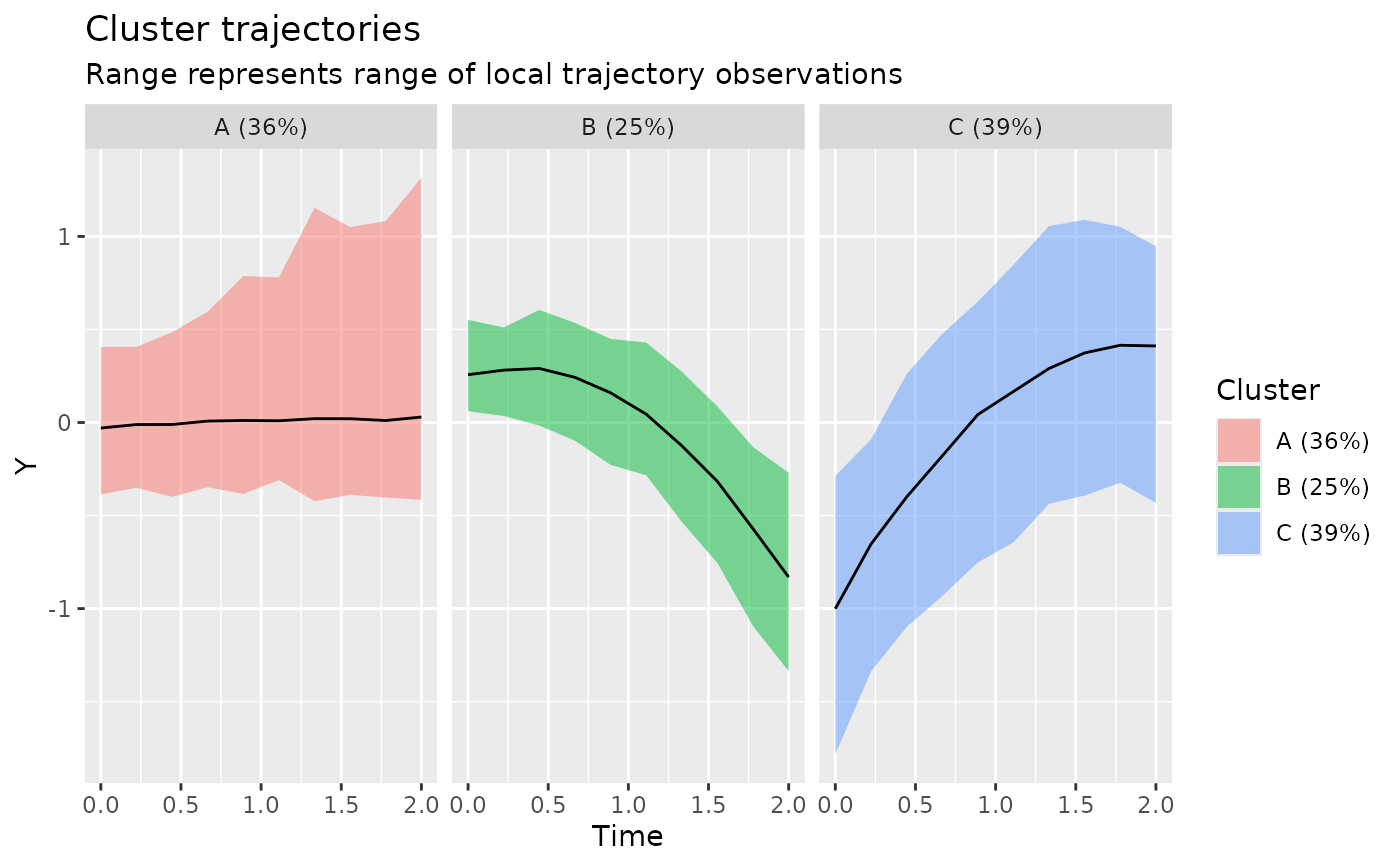 Cluster trajectories
Range represents range of local trajectory observations
A (36%) B (25%) C (39%)
1
0
-1
Y
0.0 0.5 1.0 1.5 2.0 0.0 0.5 1.0 1.5 2.0 0.0 0.5 1.0 1.5 2.0
Time
Cluster
A (36%)
B (25%)
C (39%)